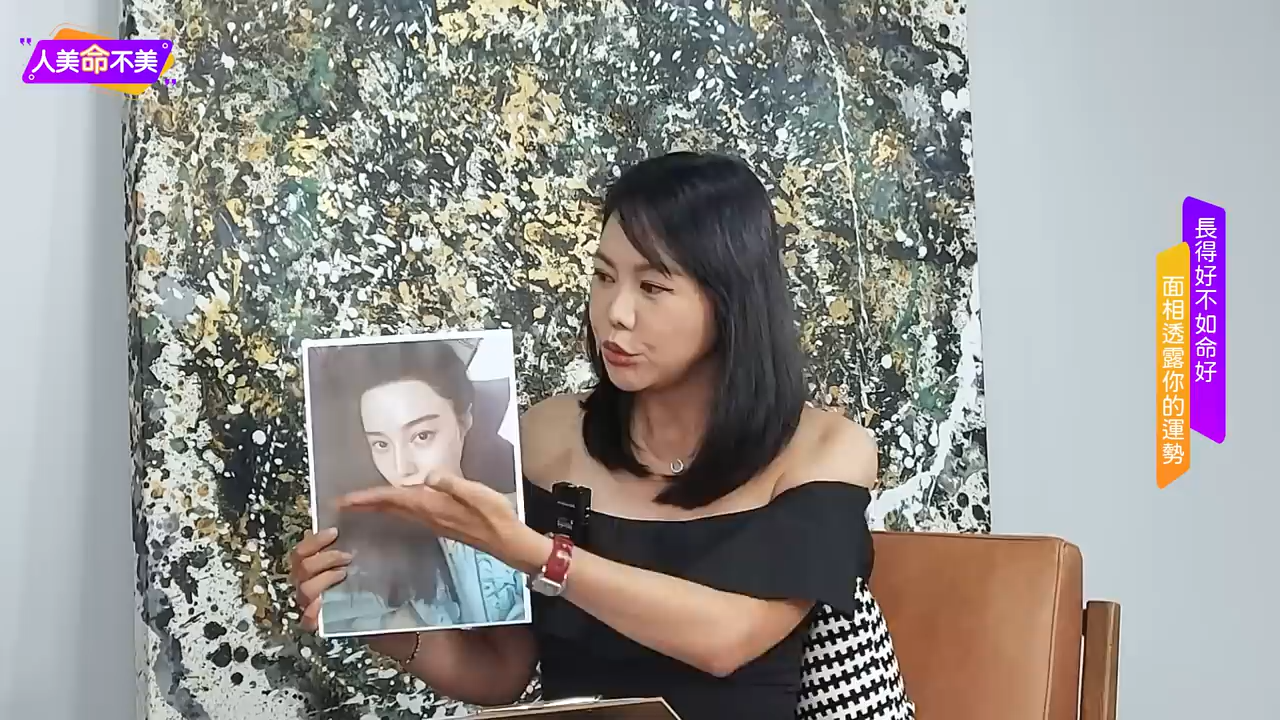 人美命不美
長得好不如命好
面相透露你的運勢